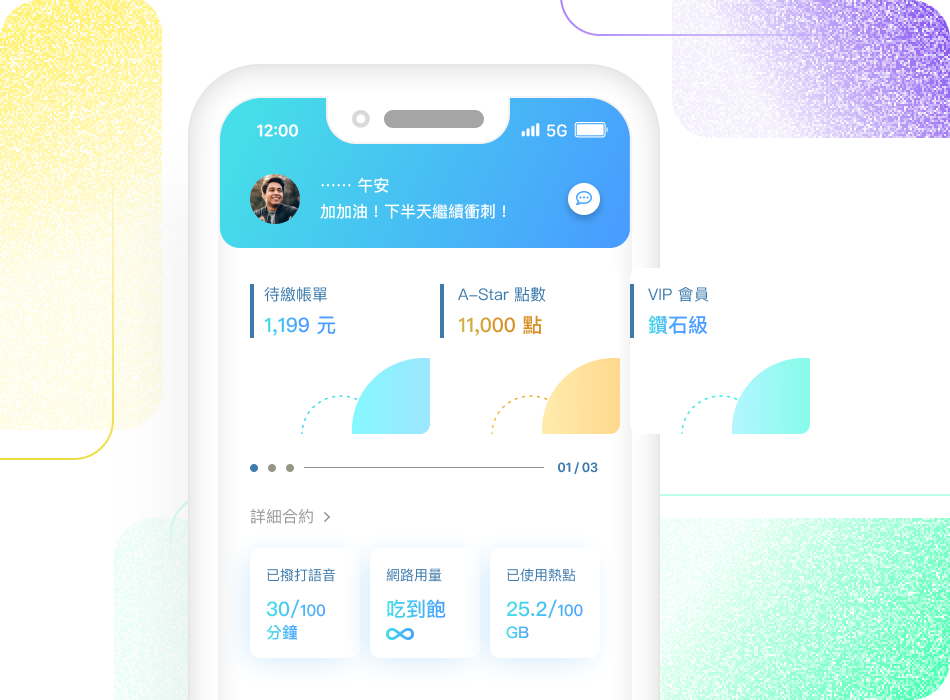 12:00
5G
⋯⋯ 午安
加加油！下半天繼續衝刺！
待繳帳單
1,199 元
A–Star 點數
11,000 點
VIP 會員
鑽石級
01 / 03
詳細合約 >
已撥打語音
30/100
分鐘
網路用量
吃到飽
∞
已使用熱點
25.2/100
GB